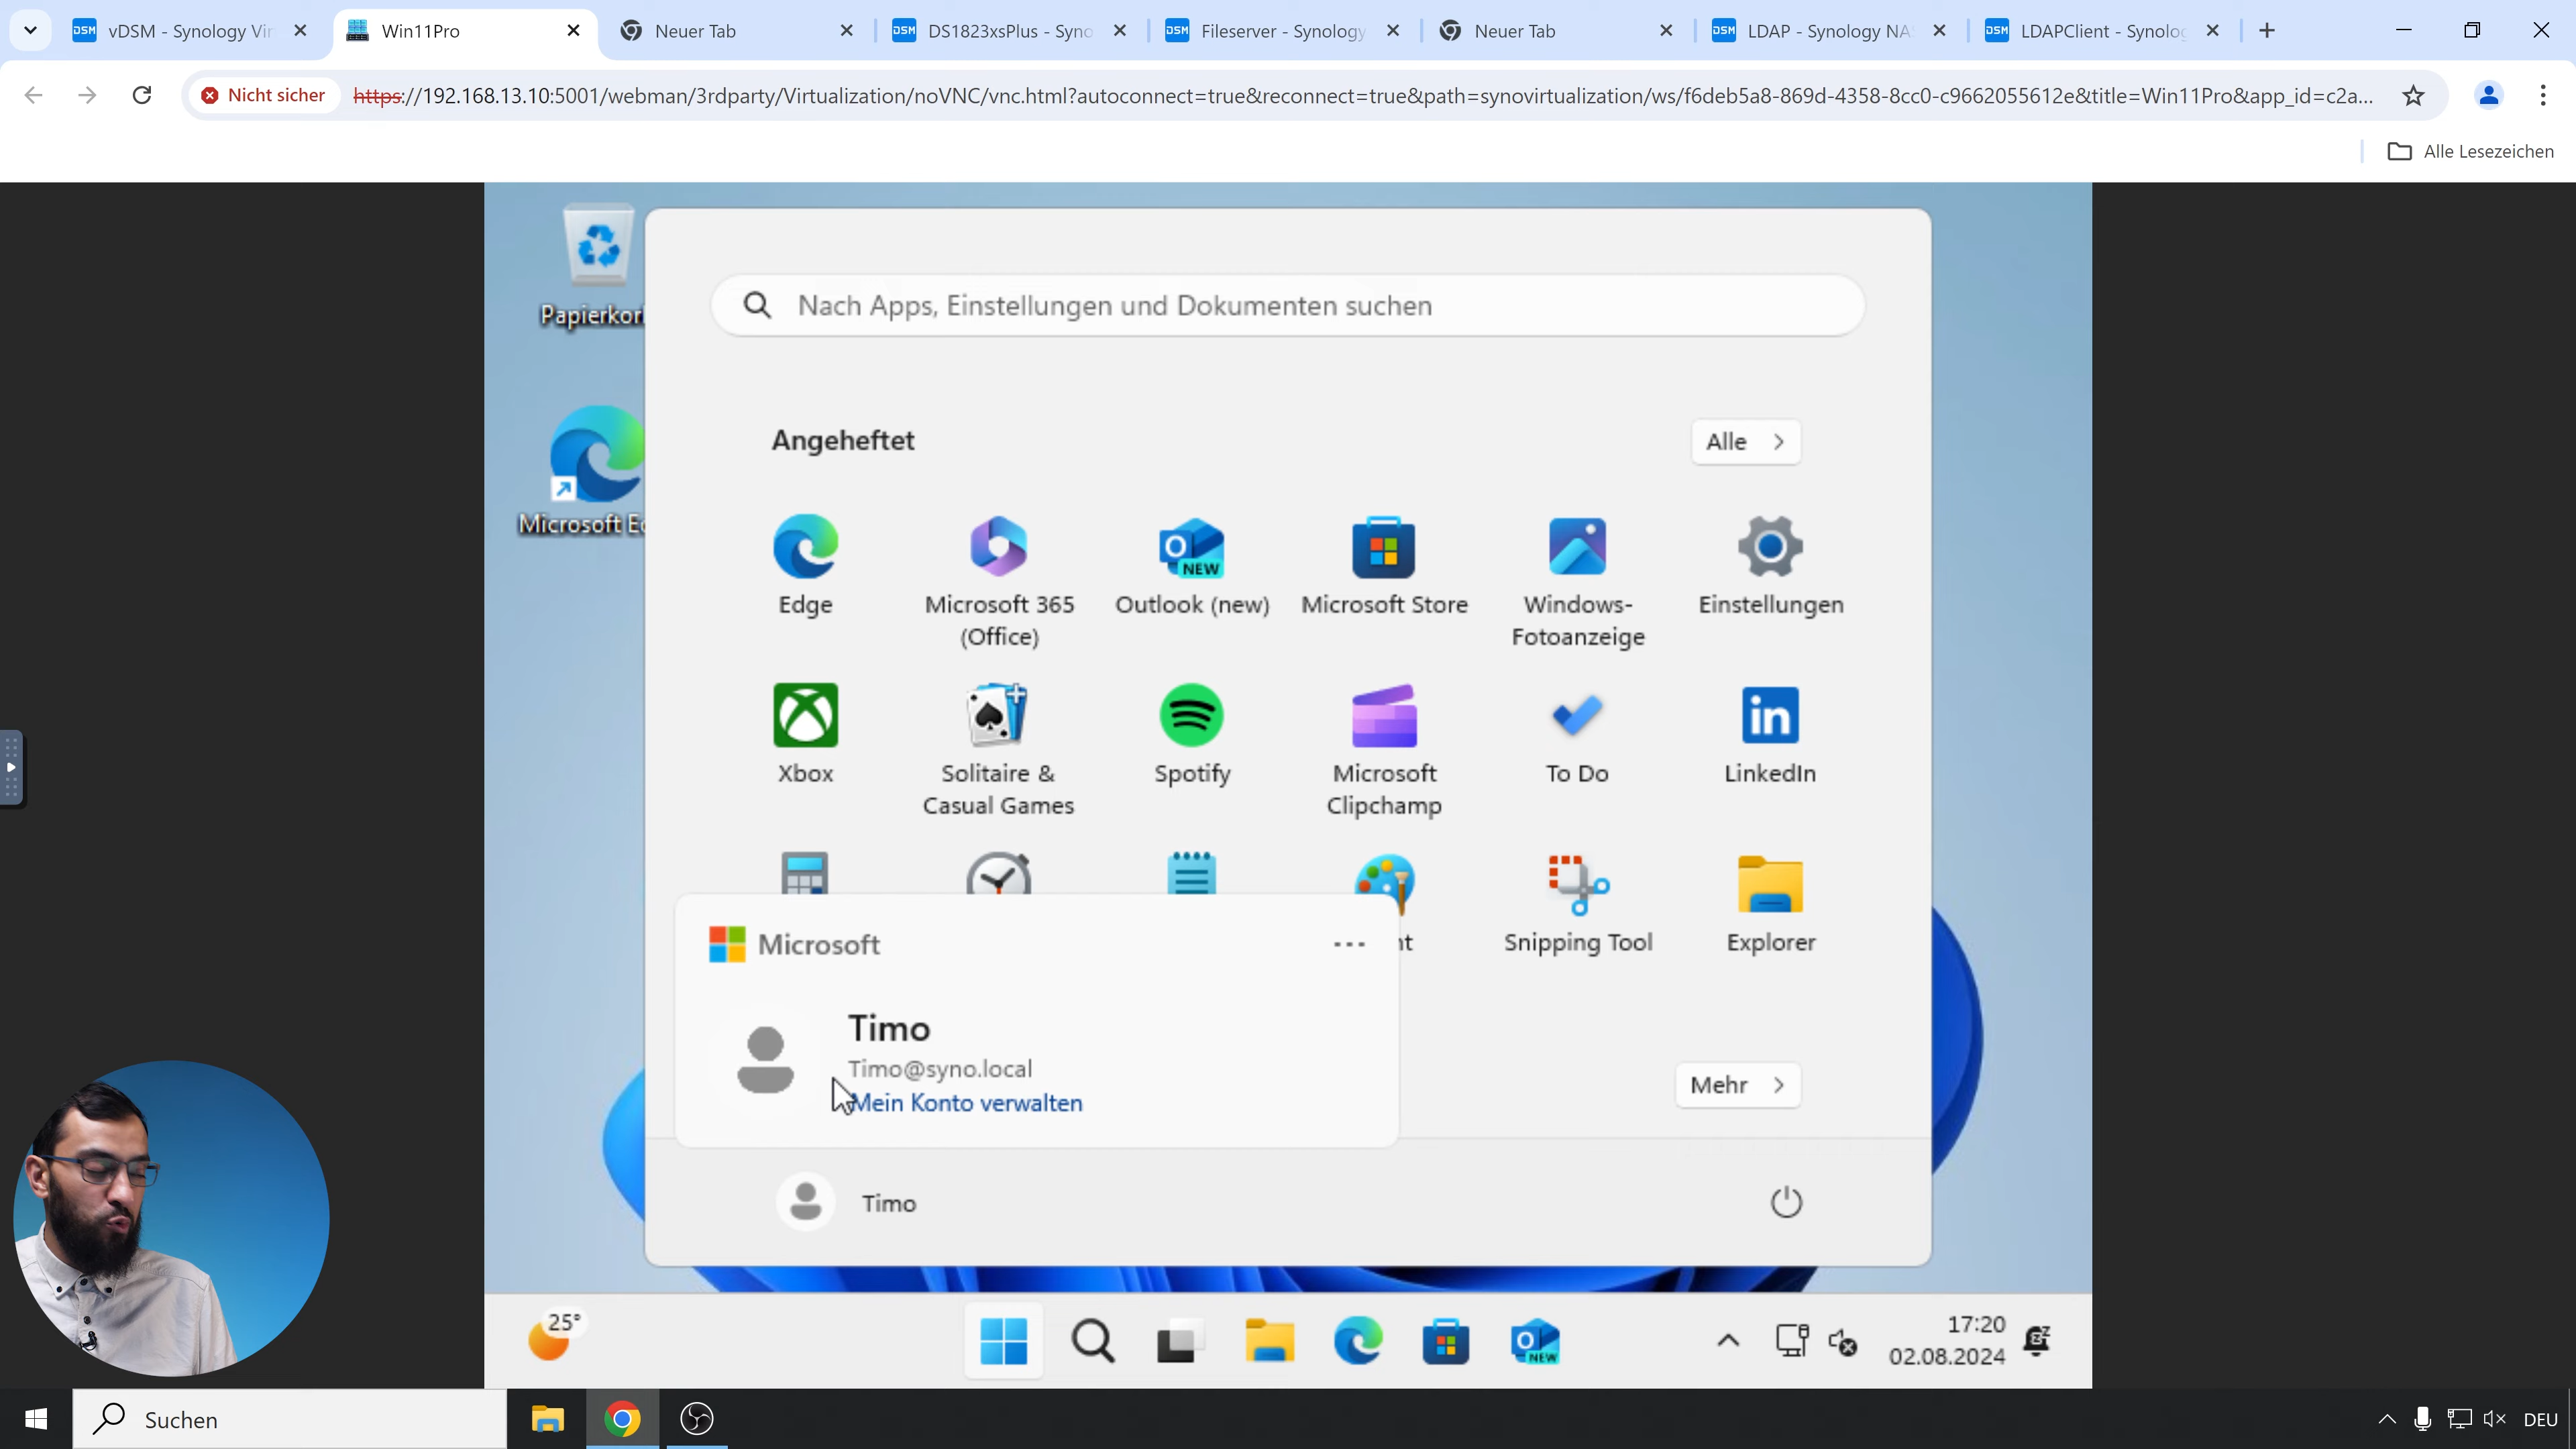 vDSM - Synology Vir
Win11Pro
Neuer Tab
DS1823xsPlus - Syno
Fileserver - Synology
Neuer Tab
LDAP - Synology NA
LDAPClient - Synolog
Nicht sicher
https://192.168.13.10:5001/webman/3rdparty/Virtualization/noVNC/vnc.html?autoconnect=true&reconnect=true&path=synovirtualization/ws/f6deb5a8-869d-4358-8cc0-c9662055612e&title=Win11Pro&app_id=c2a...
Alle Lesezeichen
Papierkor
Microsoft Ed
Nach Apps, Einstellungen und Dokumenten suchen
Angeheftet
Alle
Edge
Microsoft 365
(Office)
Outlook (new)
Microsoft Store
Windows-
Fotoanzeige
Einstellungen
Xbox
Solitaire &
Casual Games
Spotify
Microsoft
Clipchamp
To Do
LinkedIn
nt
Snipping Tool
Explorer
Microsoft
Timo
Timo@syno.local
Mein Konto verwalten
Mehr
Timo
25°
17:20
02.08.2024
Suchen
DEU